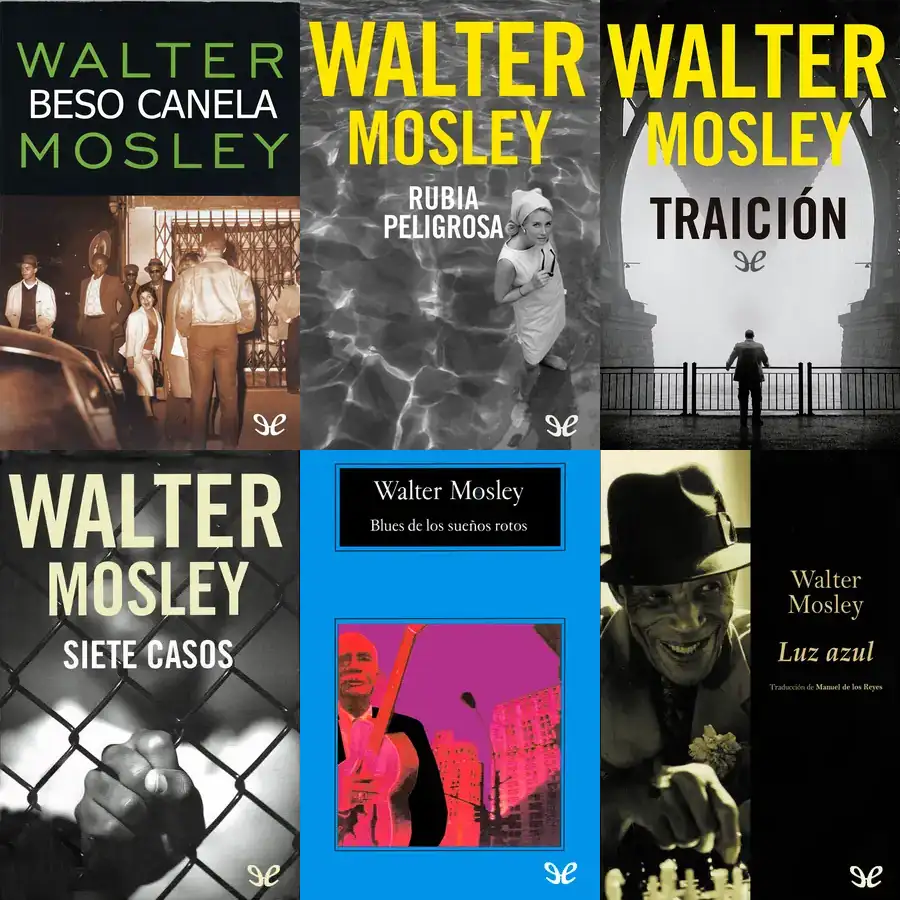 WALTER
BESO CANELA
MOSLEY
WALTER
MOSLEY
RUBIA
PELIGROSA
WALTER
MOSLEY
TRAICIÓN
WALTER
MOSLEY
SIETE CASOS
Walter Mosley
Blues de los sueños rotos
Walter
Mosley
Luz azul
Traducción de Manuel de los Reyes